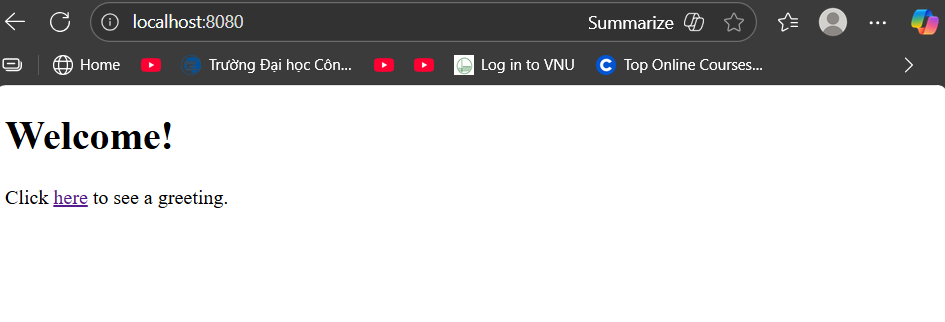 localhost:8080 Summarize
Home Trường Đại học Côn... Log in to VNU Top Online Courses...
Welcome!
Click here to see a greeting.